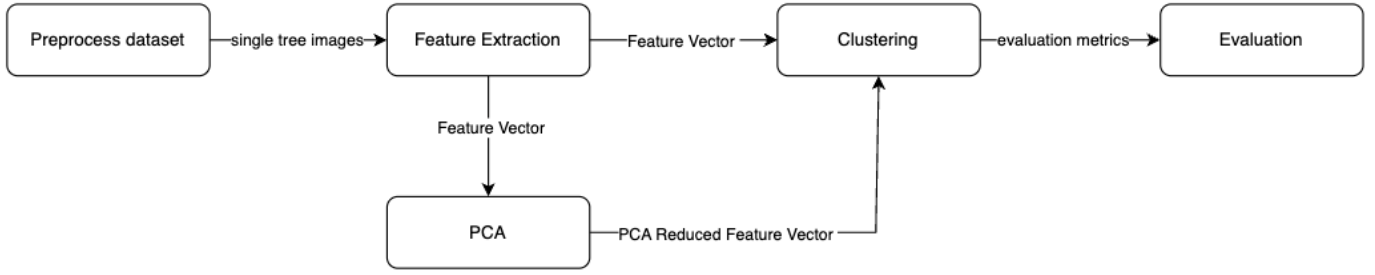 Preprocess dataset
single tree images
Feature Extraction
Feature Vector
Clustering
evaluation metrics
Evaluation
Feature Vector
PCA
PCA Reduced Feature Vector